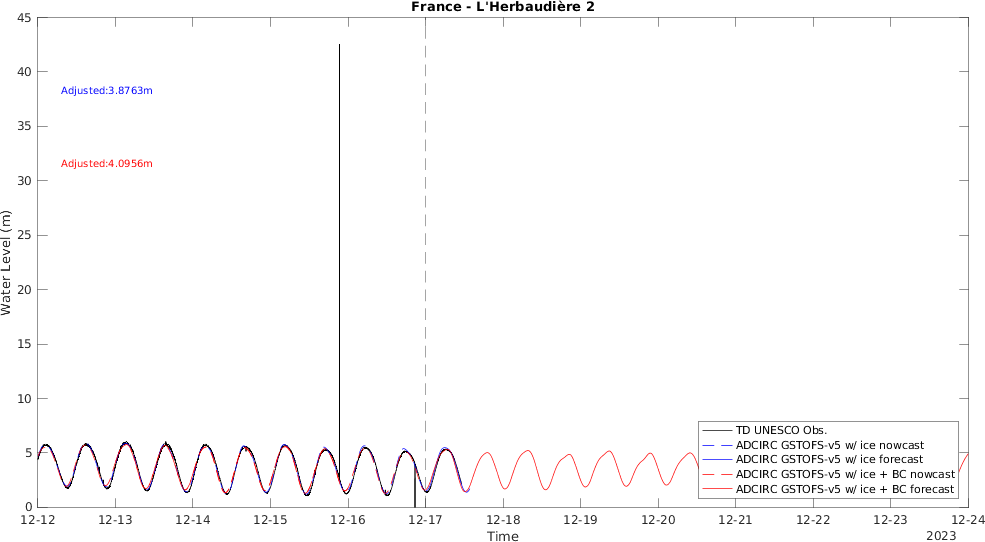 France - L'Herbaudière 2
45
40
35
30
25
20
15
10
5
0
Water Level (m)
Adjusted:3.8763m
Adjusted:4.0956m
TD UNESCO Obs.
ADCIRC GSTOFS-v5 w/ ice nowcast
ADCIRC GSTOFS-v5 w/ ice forecast
ADCIRC GSTOFS-v5 w/ ice + BC nowcast
ADCIRC GSTOFS-v5 w/ ice + BC forecast
12-12 12-13 12-14 12-15 12-16 12-17 12-18 12-19 12-20 12-21 12-22 12-23 12-24
Time
2023